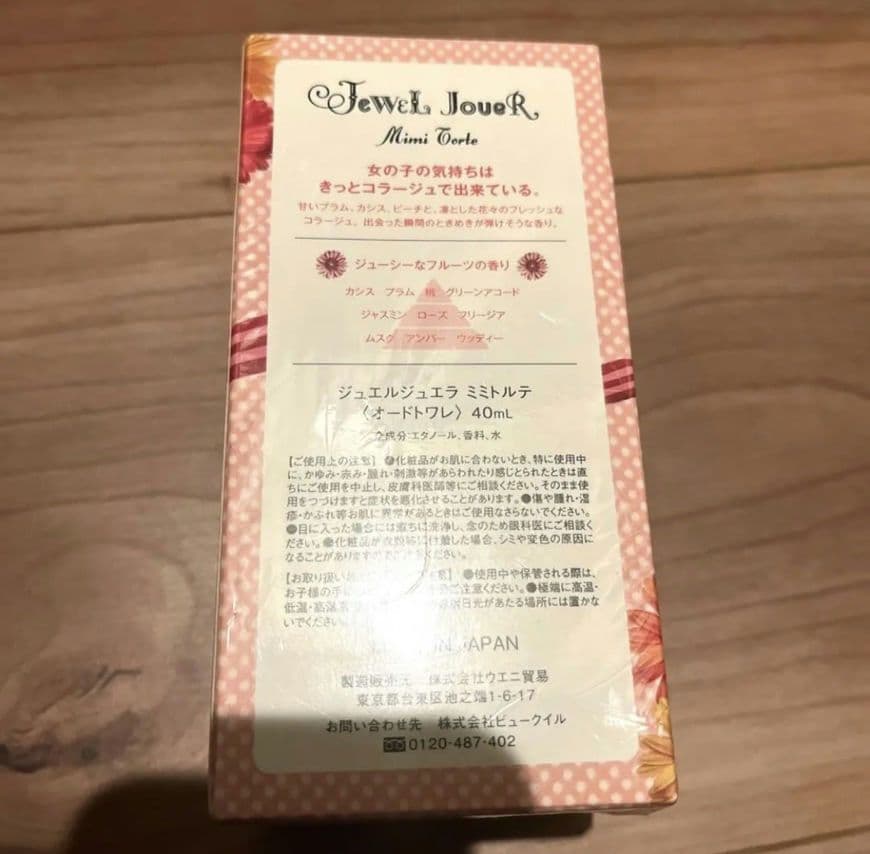 JEWEL JOUER
Mimi Torte
女の子の気持ちは
きっとコラージュで出来ている。
甘いプラム、カシス、ピーチと、凛とした花々のフレッシュな
コラージュ。出会った瞬間のときめきが弾けそうな香り。
ジューシーなフルーツの香り
カシス プラム 桃 グリーンアコード
ジャスミン ローズ フリージア
ムスク アンバー ウッディー
ジュエルジュエラ ミミトルテ
〈オードトワレ〉40mL
全成分:エタノール、香料、水
【ご使用上の注意】●化粧品がお肌に合わないとき、特に使用中
に、かゆみ・赤み・腫れ・刺激等があらわれたり感じとられたときは直
ちにご使用を中止し、皮膚科医師等にご相談ください。そのまま使
用をつづけますと症状を悪化させることがあります。●傷や腫れ・湿
疹・かぶれ等お肌に異常があるときはご使用なさらないでください。
●目に入った場合には直ちに洗浄し、念のため眼科医にご相談く
ださい。●化粧品が衣類等に付着した場合、シミや変色の原因に
なることがありますのでご注意ください。
【お取り扱い 】●使用中や保管される際は、
お子様の手に ご注意ください。●極端に高温・
低温・高湿 日光があたる場所には置かな
いでください
IN JAPAN
製造販売元 株式会社ウエニ貿易
東京都台東区池之端1-6-17
お問い合わせ先 株式会社ビュークイル
0120-487-402